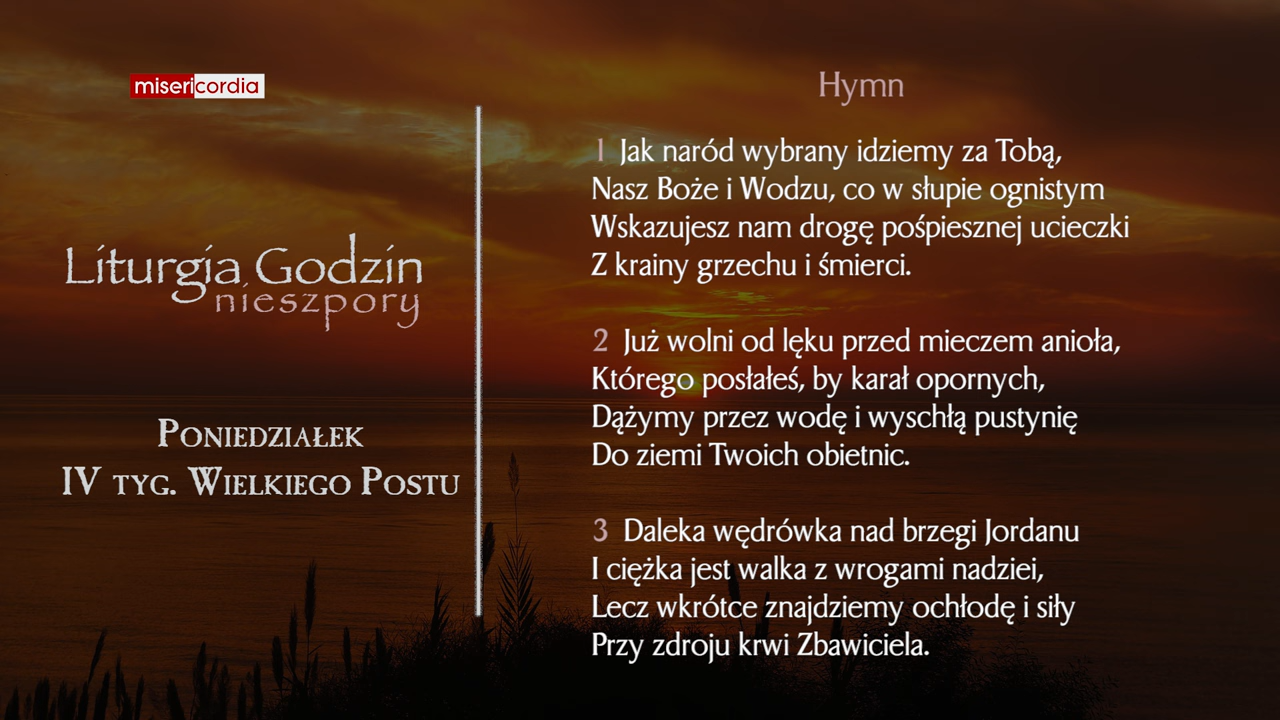 misericordia
Liturgia Godzin
nieszpory
Poniedziałek
IV tyg. Wielkiego Postu
Hymn
1 Jak naród wybrany idziemy za Tobą,
Nasz Boże i Wodzu, co w słupie ognistym
Wskazujesz nam drogę pośpiesznej ucieczki
Z krainy grzechu i śmierci.
2 Już wolni od lęku przed mieczem anioła,
Którego posłałeś, by karał opornych,
Dążymy przez wodę i wyschłą pustynię
Do ziemi Twoich obietnic.
3 Daleka wędrówka nad brzegi Jordanu
I ciężka jest walka z wrogami nadziei,
Lecz wkrótce znajdziemy ochłodę i siły
Przy zdroju krwi Zbawiciela.